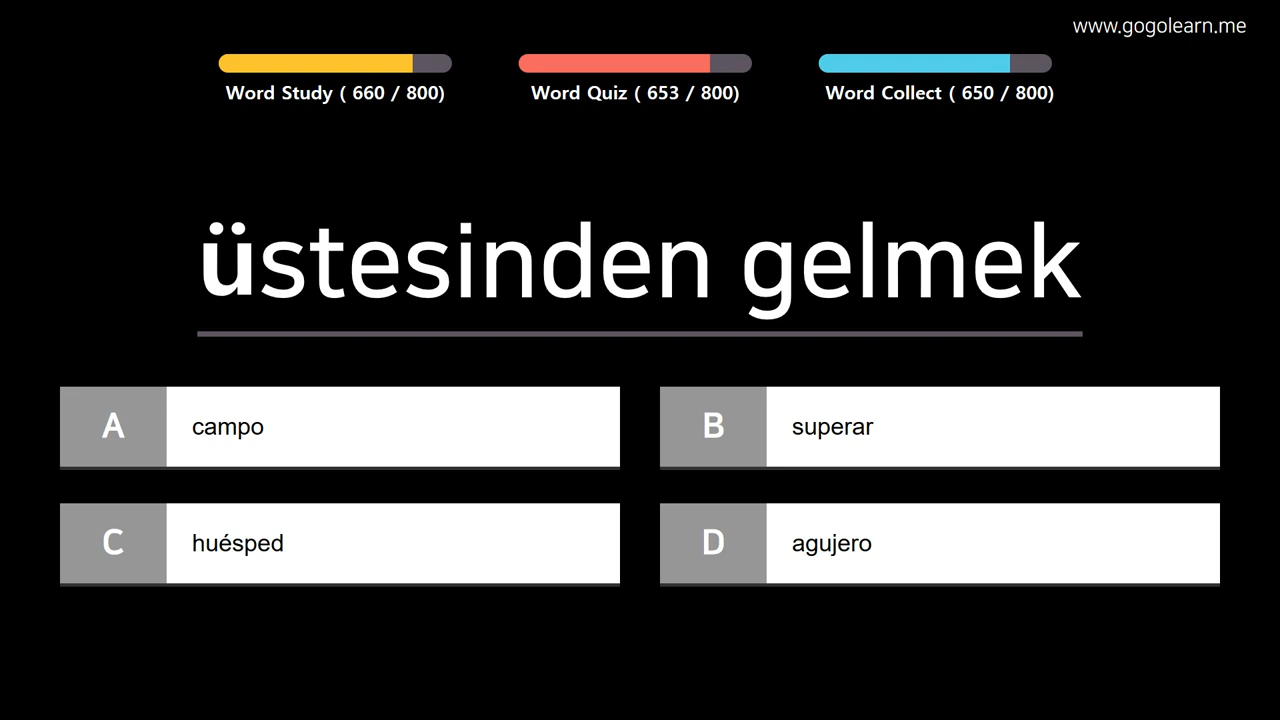 www.gogolearn.me
Word Study ( 660 / 800)
Word Quiz ( 653 / 800)
Word Collect ( 650 / 800)
üstesinden gelmek
A campo
B superar
C huésped
D agujero